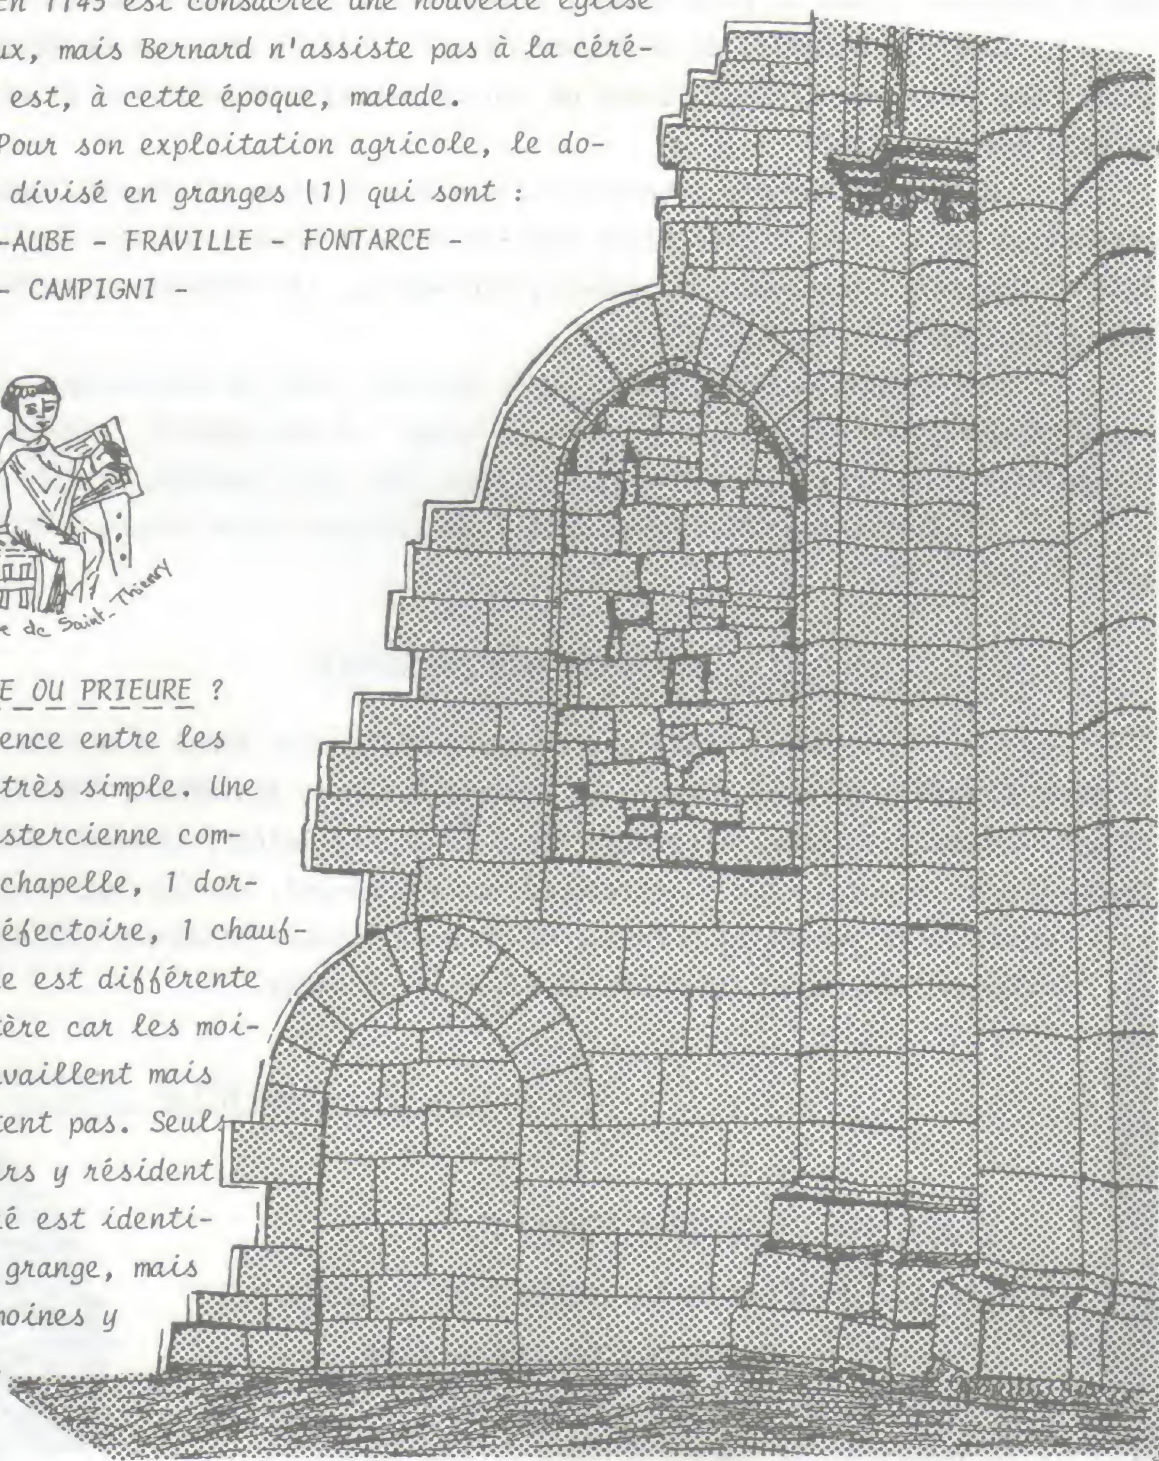 en 1145 est consacrée une nouvelle église
ux, mais Bernard n'assiste pas à la céré-
est, à cette époque, malade.
Pour son exploitation agricole, le do-
divisé en granges (1) qui sont :
-AUBE - FRAVILLE - FONTARCE -
- CAMPIGNI -
e de Saint-Thierry
E OU PRIEURE ?
ence entre les
très simple. Une
stercienne com-
chapelle, 1 dor-
éfectoire, 1 chauf-
e est différente
tère car les moi-
vaillent mais
tent pas. Seuls
rs y résident
é est identi-
grange, mais
moines y